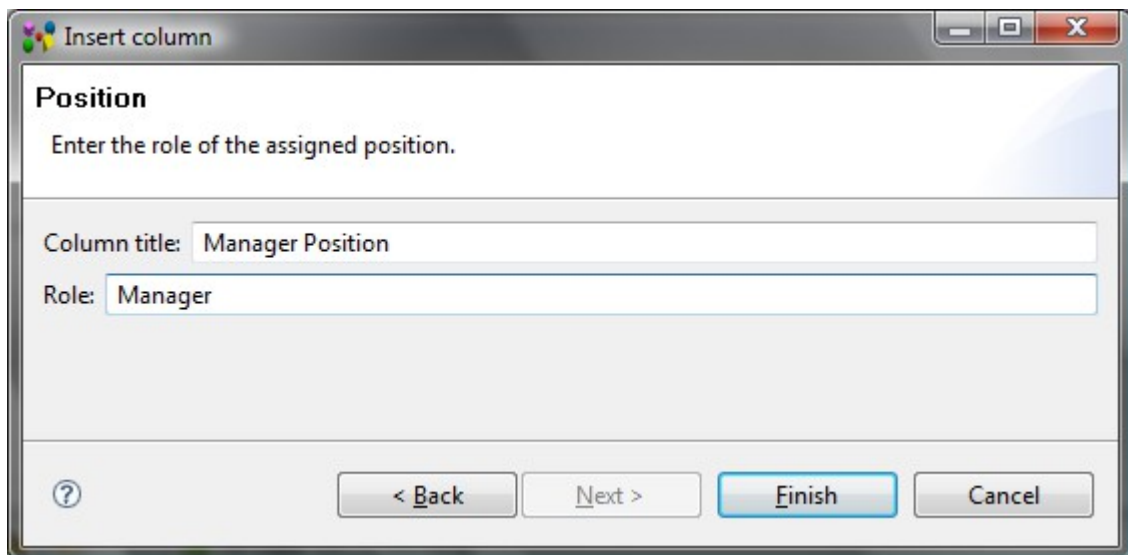 Insert column
Position
Enter the role of the assigned position.
Column title: Manager Position
Role: Manager
? < Back Next > Finish Cancel